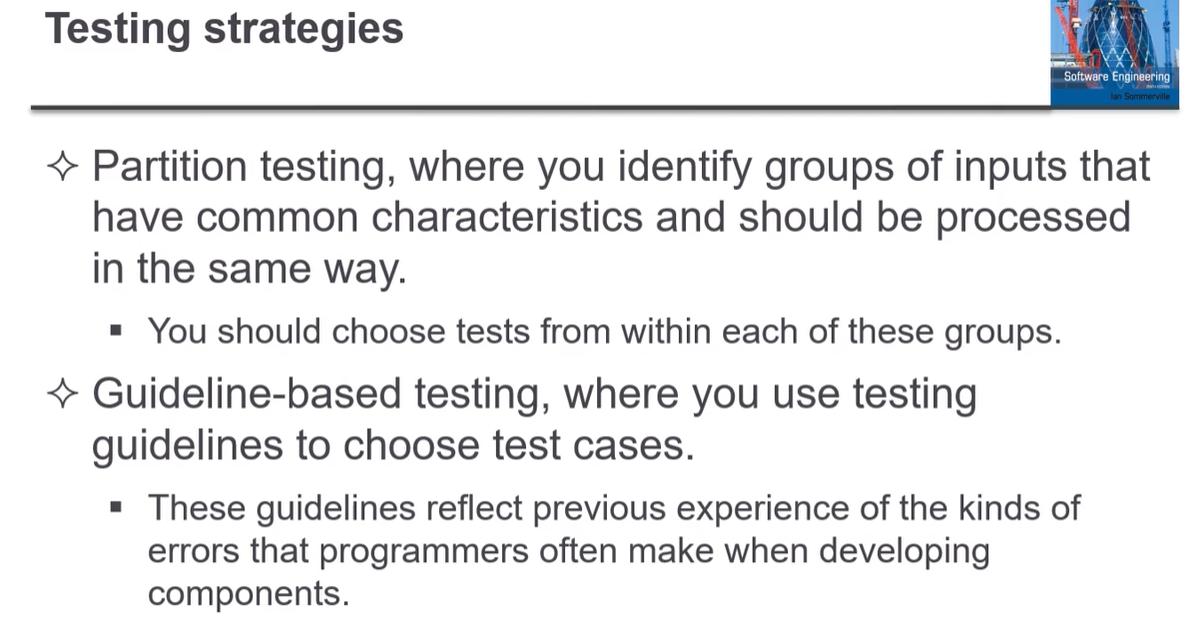 Testing strategies
Software Engineering
Ian Sommerville
✧ Partition testing, where you identify groups of inputs that
have common characteristics and should be processed
in the same way.
▪ You should choose tests from within each of these groups.
✧ Guideline-based testing, where you use testing
guidelines to choose test cases.
▪ These guidelines reflect previous experience of the kinds of
errors that programmers often make when developing
components.